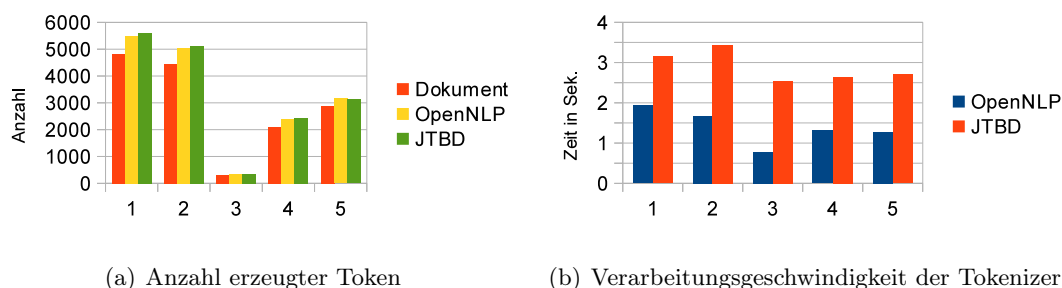 6000
5000
4000
3000
2000
1000
0
Anzahl
1 2 3 4 5
Dokument
OpenNLP
JTBD
(a) Anzahl erzeugter Token
4
3
2
1
0
Zeit in Sek.
1 2 3 4 5
OpenNLP
JTBD
(b) Verarbeitungsgeschwindigkeit der Tokenizer